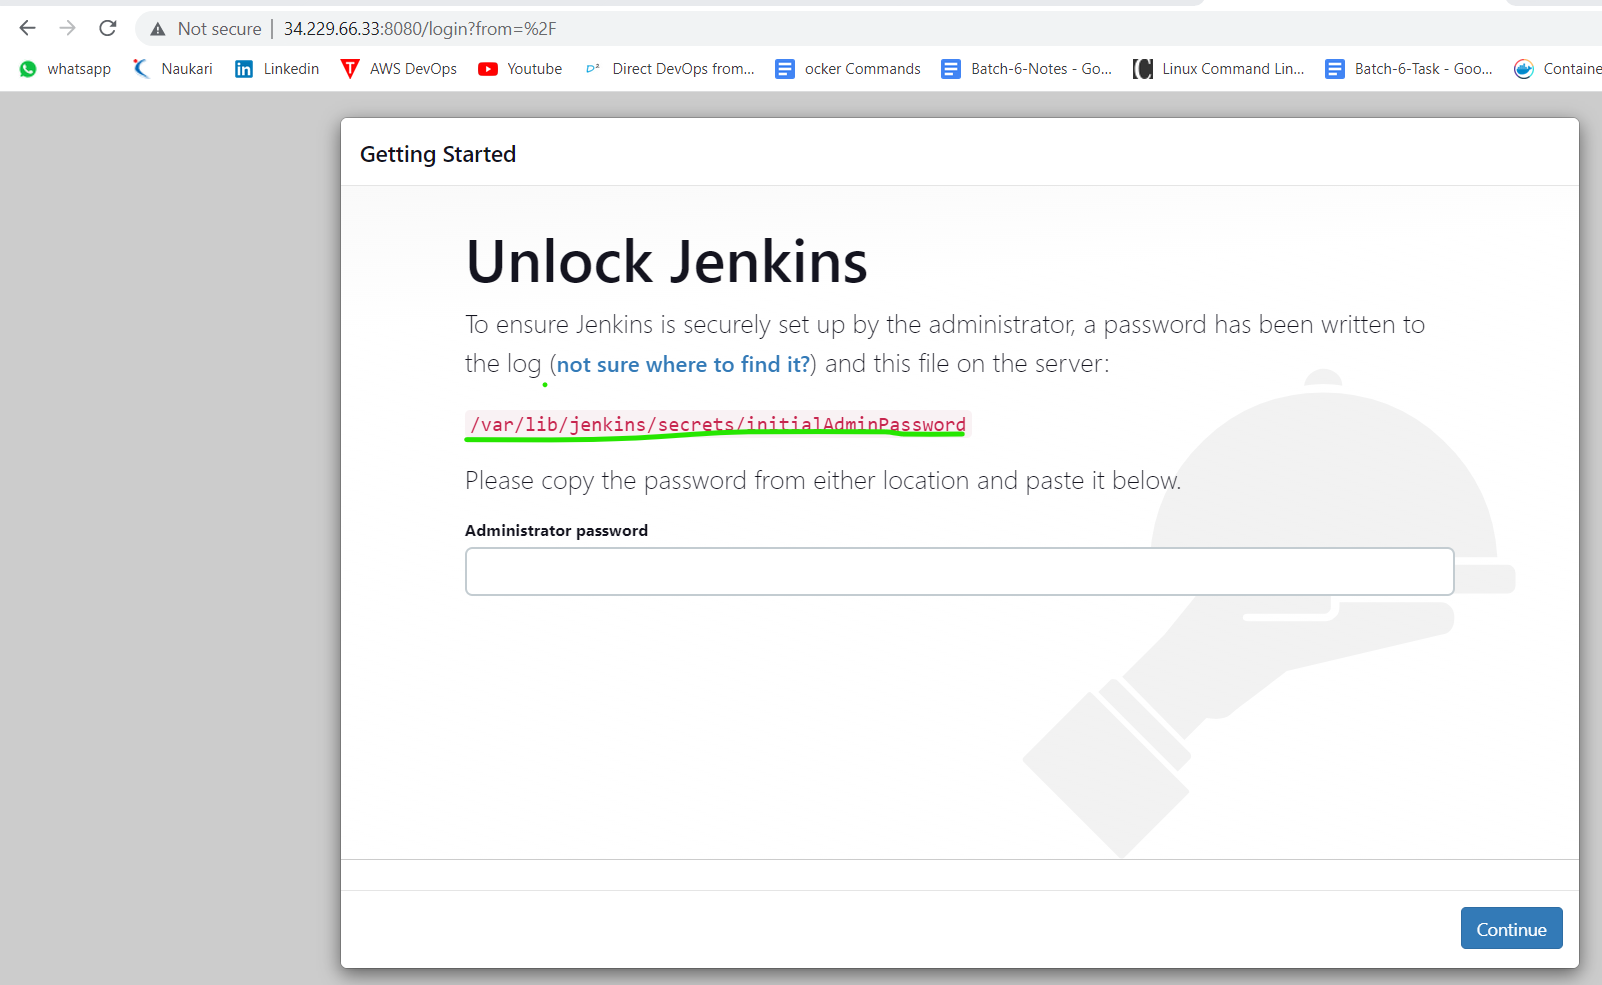 Not secure | 34.229.66.33:8080/login?from=%2F
whatsapp Naukari Linkedin AWS DevOps Youtube Direct DevOps from... ocker Commands Batch-6-Notes - Go... Linux Command Lin... Batch-6-Task - Goo... Containe
Getting Started
Unlock Jenkins
To ensure Jenkins is securely set up by the administrator, a password has been written to
the log (not sure where to find it?) and this file on the server:
/var/lib/jenkins/secrets/initialAdminPassword
Please copy the password from either location and paste it below.
Administrator password
Continue